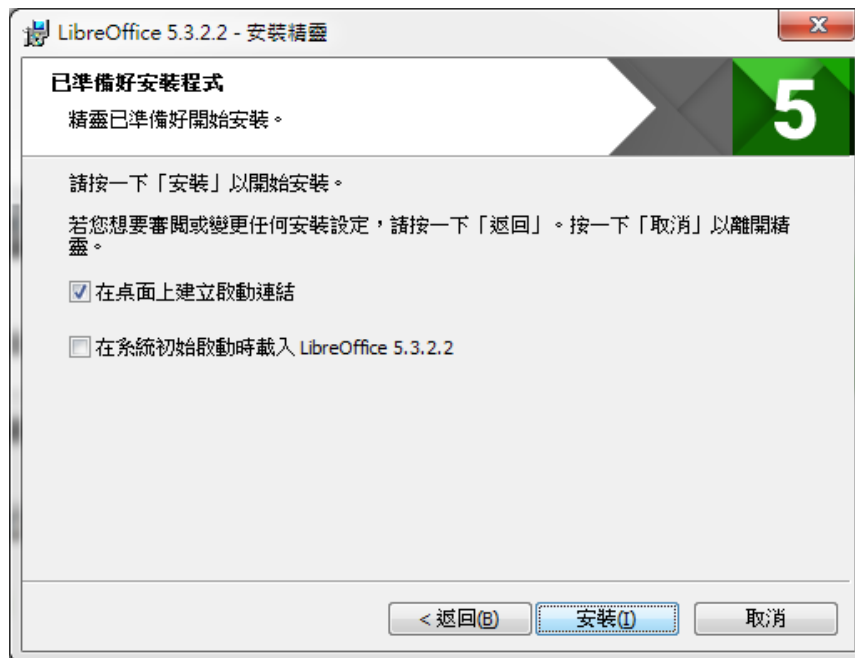 LibreOffice 5.3.2.2 - 安裝精靈
已準備好安裝程式
精靈已準備好開始安裝。
5
請按一下「安裝」以開始安裝。
若您想要審閱或變更任何安裝設定，請按一下「返回」。按一下「取消」以離開精
靈。
在桌面上建立啟動連結
在系統初始啟動時載入 LibreOffice 5.3.2.2
< 返回(B) 安裝(I) 取消